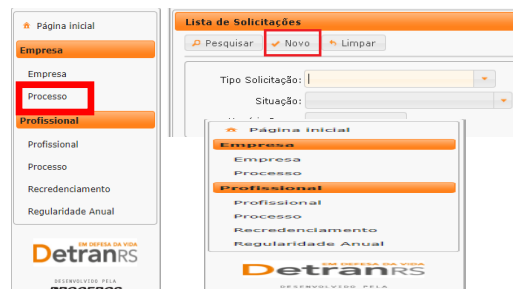 Página inicial
Empresa
Empresa
Processo
Profissional
Profissional
Processo
Recredenciamento
Regularidade Anual
EM DEFESA DA VIDA
DetranRS
DESENVOLVIDO PELA
PROCERGS
Lista de Solicitações
Pesquisar Novo Limpar
Tipo Solicitação:
Situação:
Página inicial
Empresa
Empresa
Processo
Profissional
Profissional
Processo
Recredenciamento
Regularidade Anual
EM DEFESA DA VIDA
DetranRS
DESENVOLVIDO PELA